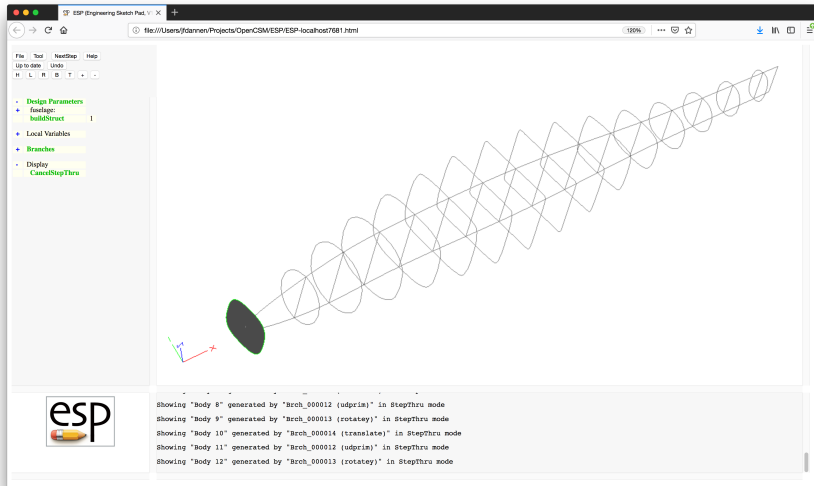 ESP (Engineering Sketch Pad, V
file:///Users/jfdannen/Projects/OpenCSM/ESP/ESP-localhost7681.html
120%
File Tool NextStep Help
Up to date Undo
H L R B T + -
- Design Parameters
+ fuselage:
buildStruct 1
+ Local Variables
+ Branches
- Display
CancelStepThru
x
esp
Showing "Body 8" generated by "Brch_000012 (udprim)" in StepThru mode
Showing "Body 9" generated by "Brch_000013 (rotatey)" in StepThru mode
Showing "Body 10" generated by "Brch_000014 (translate)" in StepThru mode
Showing "Body 11" generated by "Brch_000012 (udprim)" in StepThru mode
Showing "Body 12" generated by "Brch_000013 (rotatey)" in StepThru mode